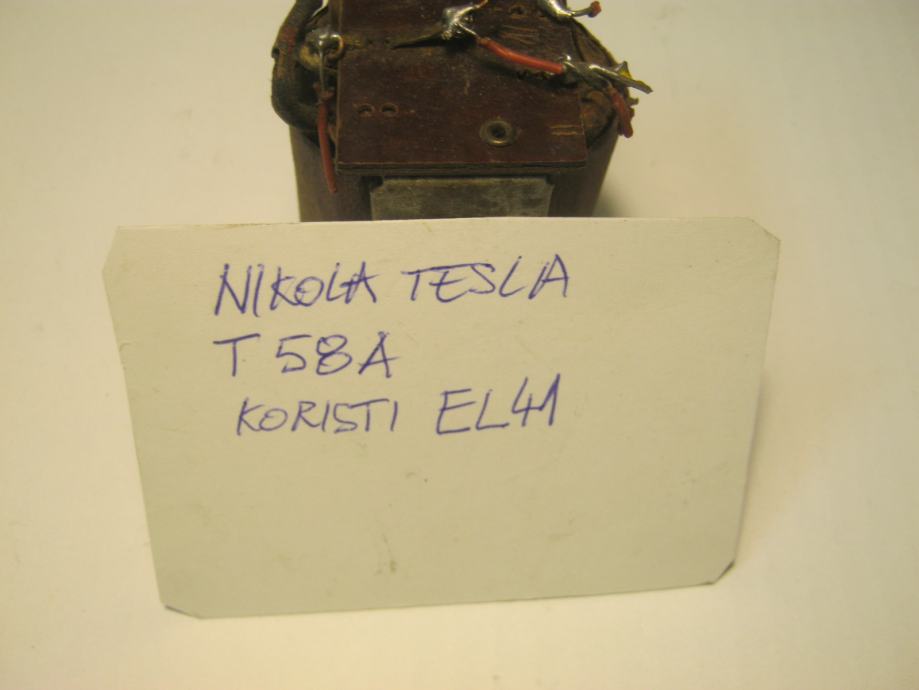 NIKOLA TESLA
T 58A
KORISTI EL41